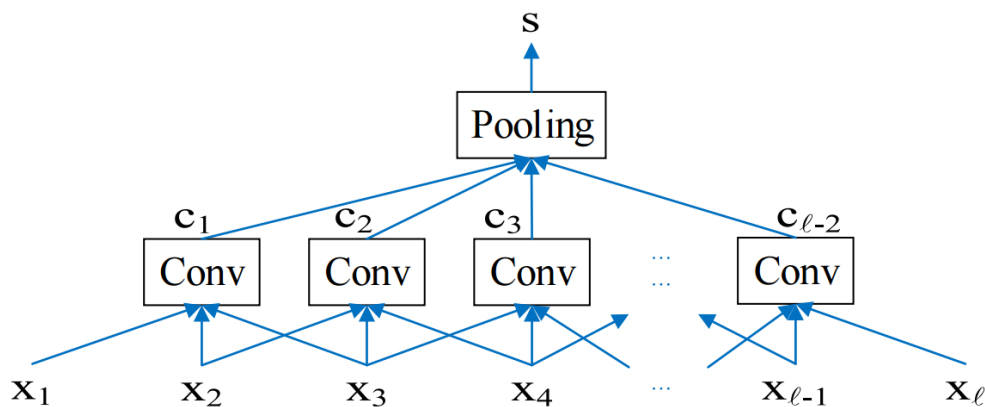 s
Pooling
c₁ c₂ c₃ cℓ-2
...
Conv Conv Conv ... Conv
x₁ x₂ x₃ x₄ ... xℓ-1 xℓ